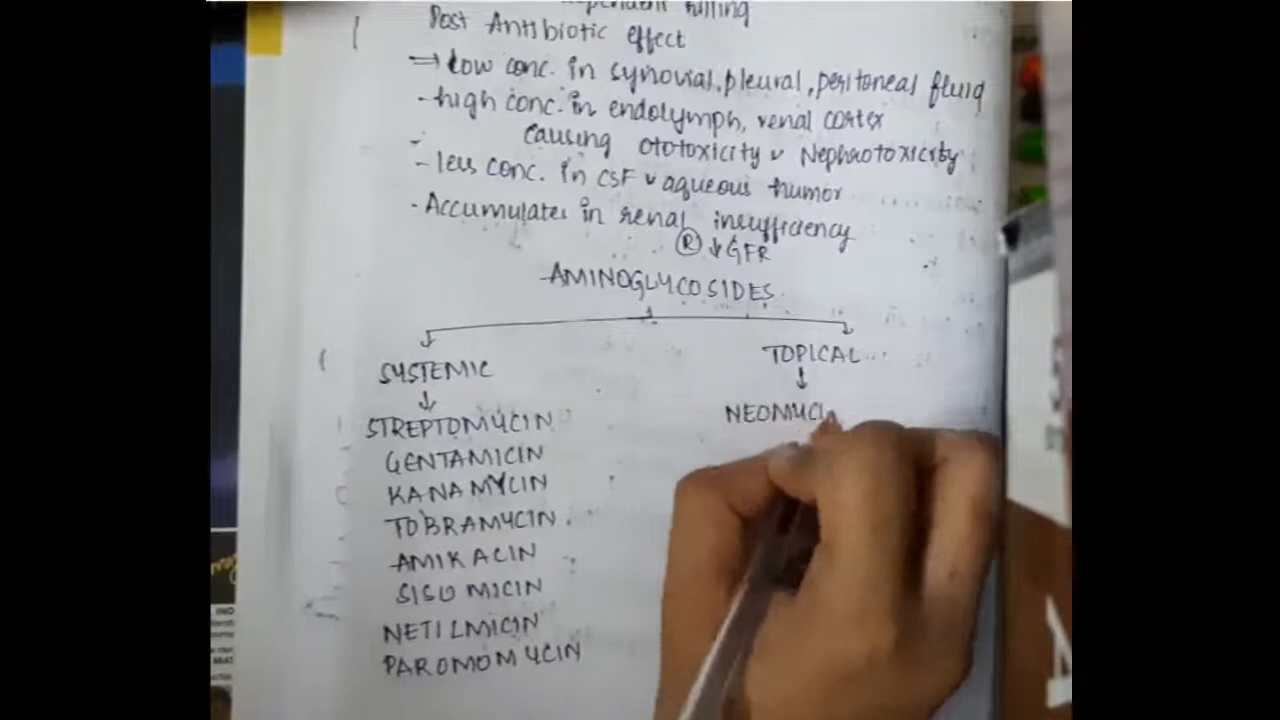 killing
Post Antibiotic effect
⇒ Low conc. in synovial, pleural, peritoneal fluid
- high conc. in endolymph, renal cortex
causing ototoxicity & Nephrotoxicity
- less conc. in CSF & aqueous humor
- Accumulates in renal insufficiency
Ⓡ ↓GFR
AMINOGLYCOSIDES
SYSTEMIC
TOPICAL
STREPTOMYCIN
NEOMYCI
GENTAMICIN
KANAMYCIN
TOBRAMYCIN
AMIKACIN
SISOMICIN
NETILMICIN
PAROMOMYCIN